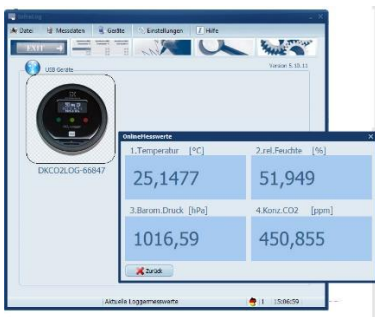 Datei Messdaten Geräte Einstellungen Hilfe
EXIT
Version 5.10.11
USB Geräte
DKCO2LOG-66847
OnlineMesswerte
1.Temperatur [°C]
2.rel.Feuchte [%]
25,1477
51,949
3.Barom.Druck [hPa]
4.Konz.CO2 [ppm]
1016,59
450,855
Zurück
Aktuelle Loggermesswerte
1 15:06:59